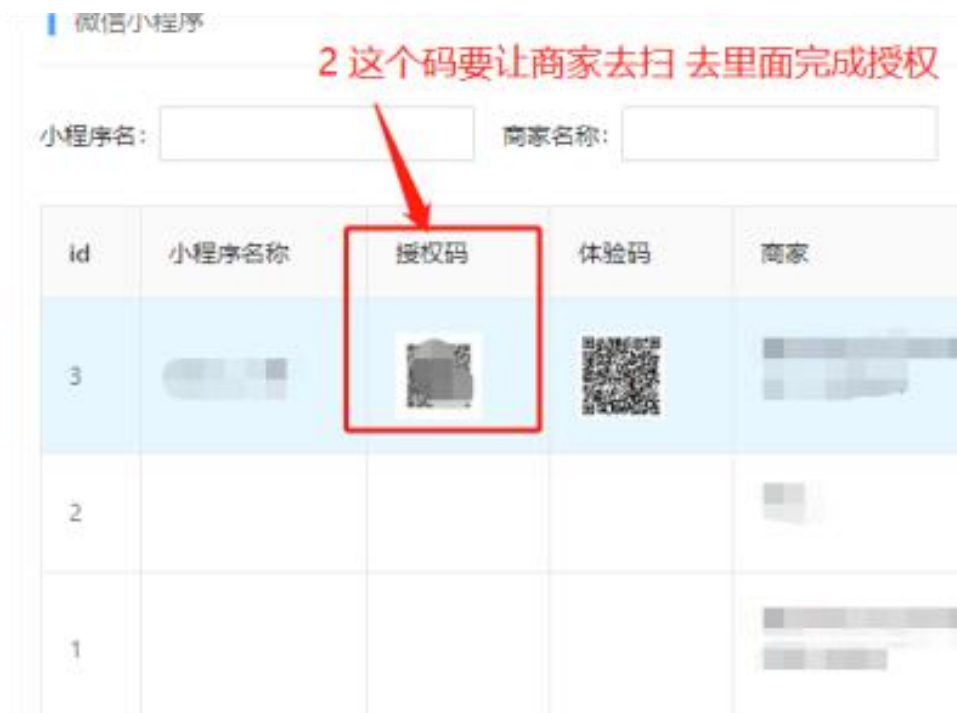 微信小程序
2 这个码要让商家去扫 去里面完成授权
小程序名： 商家名称：
id 小程序名称 授权码 体验码 商家
3
2
1